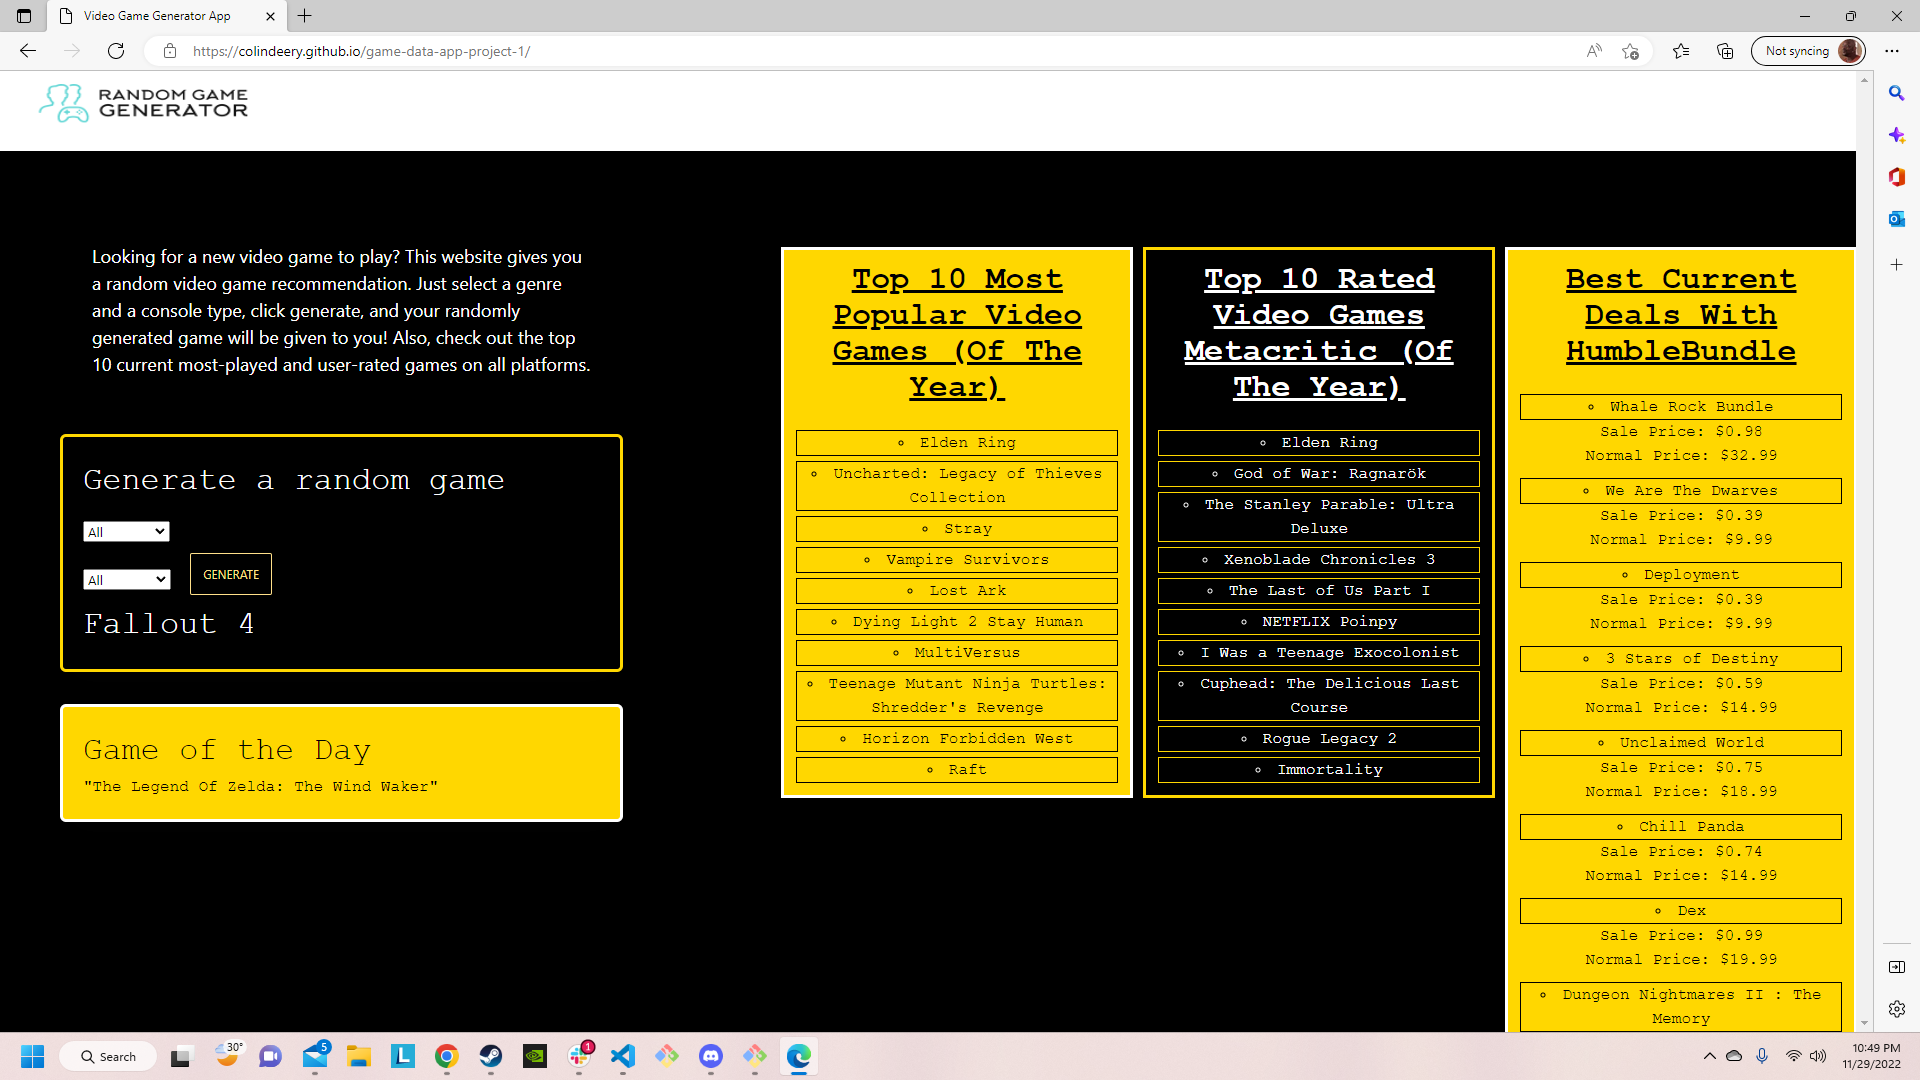 Video Game Generator App
https://colindeery.github.io/game-data-app-project-1/
Not syncing
RANDOM GAME
GENERATOR
Looking for a new video game to play? This website gives you
a random video game recommendation. Just select a genre
and a console type, click generate, and your randomly
generated game will be given to you! Also, check out the top
10 current most-played and user-rated games on all platforms.
Generate a random game
All
All
GENERATE
Fallout 4
Game of the Day
"The Legend Of Zelda: The Wind Waker"
Top 10 Most
Popular Video
Games (Of The
Year)
Elden Ring
Uncharted: Legacy of Thieves
Collection
Stray
Vampire Survivors
Lost Ark
Dying Light 2 Stay Human
MultiVersus
Teenage Mutant Ninja Turtles:
Shredder's Revenge
Horizon Forbidden West
Raft
Top 10 Rated
Video Games
Metacritic (Of
The Year)
Elden Ring
God of War: Ragnarök
The Stanley Parable: Ultra
Deluxe
Xenoblade Chronicles 3
The Last of Us Part I
NETFLIX Poinpy
I Was a Teenage Exocolonist
Cuphead: The Delicious Last
Course
Rogue Legacy 2
Immortality
Best Current
Deals With
HumbleBundle
Whale Rock Bundle
Sale Price: $0.98
Normal Price: $32.99
We Are The Dwarves
Sale Price: $0.39
Normal Price: $9.99
Deployment
Sale Price: $0.39
Normal Price: $9.99
3 Stars of Destiny
Sale Price: $0.59
Normal Price: $14.99
Unclaimed World
Sale Price: $0.75
Normal Price: $18.99
Chill Panda
Sale Price: $0.74
Normal Price: $14.99
Dex
Sale Price: $0.99
Normal Price: $19.99
Dungeon Nightmares II : The
Memory
Search
30°
5
L
1
10:49 PM
11/29/2022